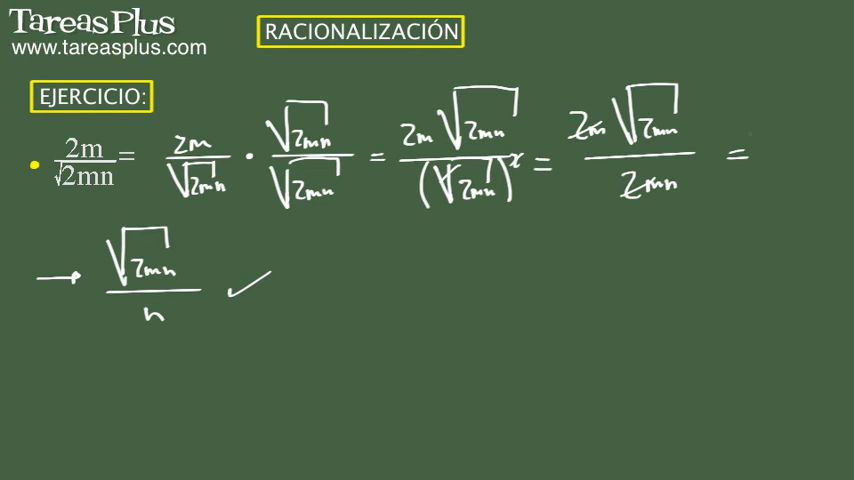 TareasPlus
www.tareasplus.com
RACIONALIZACIÓN
EJERCICIO:
• 2m/√2mn = 2m/√2mn · √2mn/√2mn = 2m√2mn/(√2mn)² = 2m√2mn/2mn =
→ √2mn/n ✓